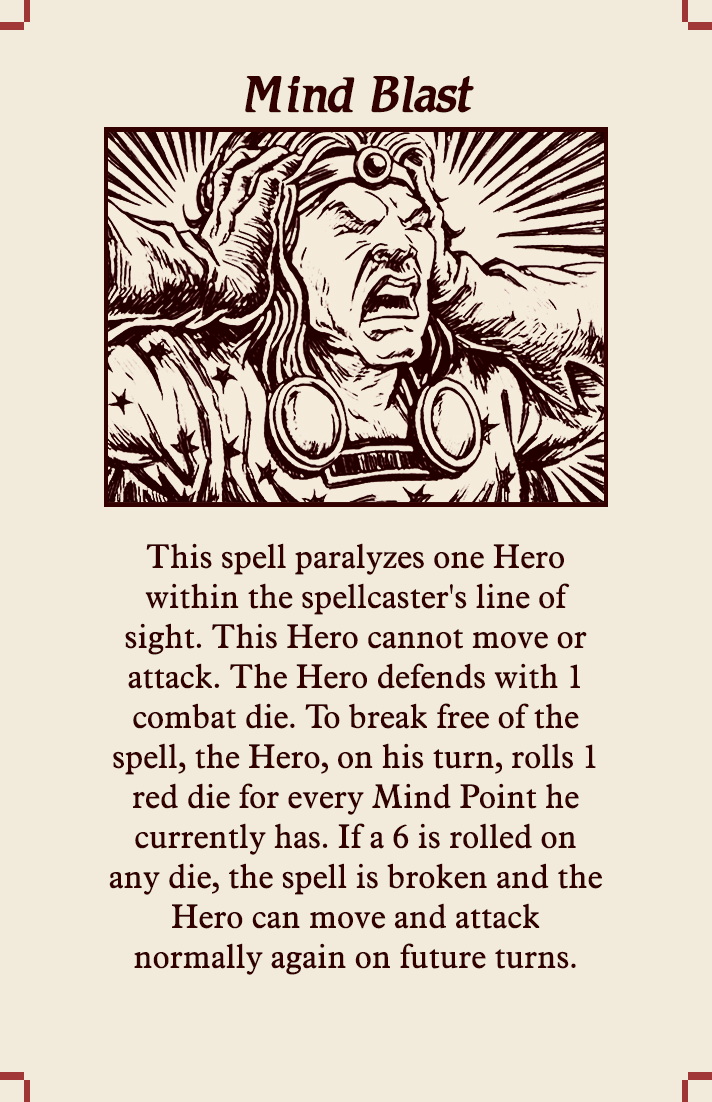 Mind Blast
This spell paralyzes one Hero
within the spellcaster's line of
sight. This Hero cannot move or
attack. The Hero defends with 1
combat die. To break free of the
spell, the Hero, on his turn, rolls 1
red die for every Mind Point he
currently has. If a 6 is rolled on
any die, the spell is broken and the
Hero can move and attack
normally again on future turns.